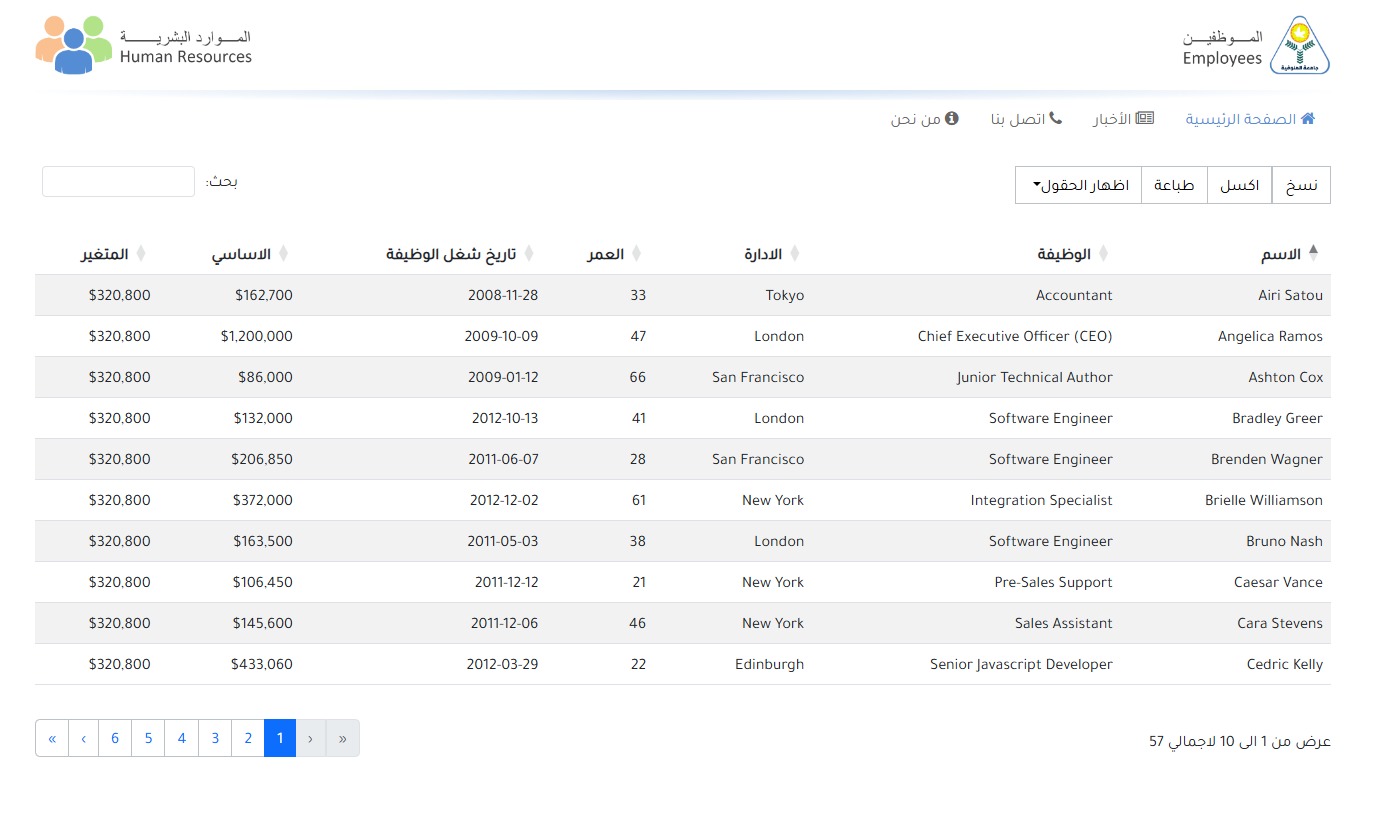 المـــوظفيـــن
Employees
جامعة المنوفية
المـــوارد البشريـــــة
Human Resources
الصفحة الرئيسية الأخبار اتصل بنا من نحن
نسخ اكسل طباعة اظهار الحقول
بحث:
الاسم الوظيفة الادارة العمر تاريخ شغل الوظيفة الاساسي المتغير
Airi Satou Accountant Tokyo 33 2008-11-28 $162,700 $320,800
Angelica Ramos Chief Executive Officer (CEO) London 47 2009-10-09 $1,200,000 $320,800
Ashton Cox Junior Technical Author San Francisco 66 2009-01-12 $86,000 $320,800
Bradley Greer Software Engineer London 41 2012-10-13 $132,000 $320,800
Brenden Wagner Software Engineer San Francisco 28 2011-06-07 $206,850 $320,800
Brielle Williamson Integration Specialist New York 61 2012-12-02 $372,000 $320,800
Bruno Nash Software Engineer London 38 2011-05-03 $163,500 $320,800
Caesar Vance Pre-Sales Support New York 21 2011-12-12 $106,450 $320,800
Cara Stevens Sales Assistant New York 46 2011-12-06 $145,600 $320,800
Cedric Kelly Senior Javascript Developer Edinburgh 22 2012-03-29 $433,060 $320,800
عرض من 1 الى 10 لاجمالي 57
« ‹ 1 2 3 4 5 6 › »